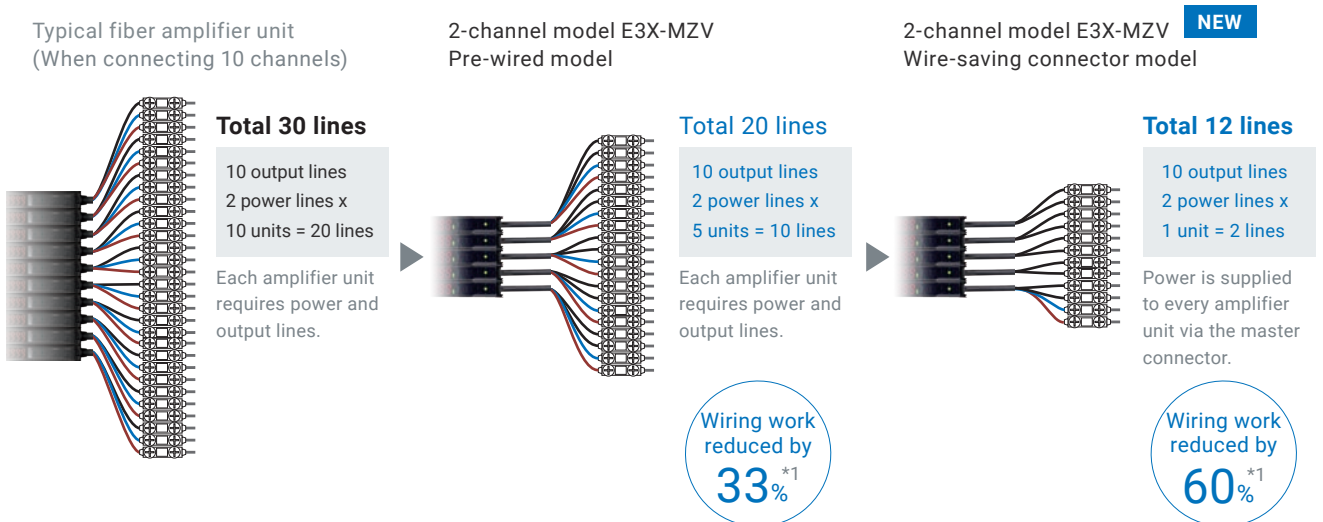 Typical fiber amplifier unit
(When connecting 10 channels)
Total 30 lines
10 output lines
2 power lines x
10 units = 20 lines
Each amplifier unit
requires power and
output lines.
2-channel model E3X-MZV
Pre-wired model
Total 20 lines
10 output lines
2 power lines x
5 units = 10 lines
Each amplifier unit
requires power and
output lines.
Wiring work
reduced by
33% *1
2-channel model E3X-MZV NEW
Wire-saving connector model
Total 12 lines
10 output lines
2 power lines x
1 unit = 2 lines
Power is supplied
to every amplifier
unit via the master
connector.
Wiring work
reduced by
60% *1